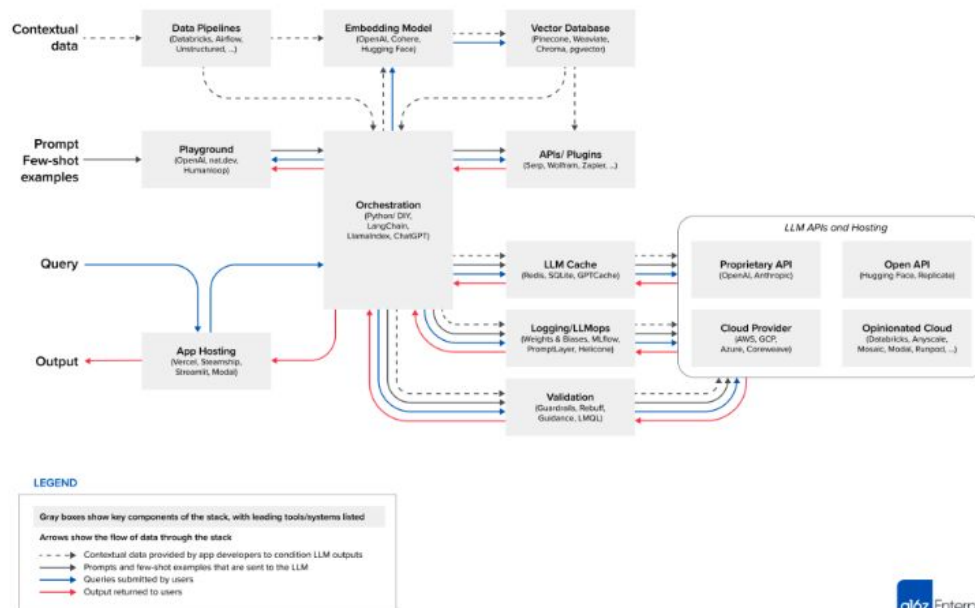 Contextual
data
Data Pipelines
(Databricks, Airflow,
Unstructured, ...)
Embedding Model
(OpenAI, Cohere,
Hugging Face)
Vector Database
(Pinecone, Weaviate,
Chroma, pgvector)
Prompt
Few-shot
examples
Playground
(OpenAI, nat.dev,
Humanloop)
Orchestration
(Python/ DIY,
LangChain,
LlamaIndex, ChatGPT)
APIs/ Plugins
(Serp, Wolfram, Zapier, ...)
Query
LLM Cache
(Redis, SQLite, GPTCache)
LLM APIs and Hosting
Proprietary API
(OpenAI, Anthropic)
Open API
(Hugging Face, Replicate)
Output
App Hosting
(Vercel, Steamship,
Streamlit, Modal)
Logging/LLMops
(Weights & Biases, MLflow,
PromptLayer, Helicone)
Cloud Provider
(AWS, GCP,
Azure, Coreweave)
Opinionated Cloud
(Databricks, Anyscale,
Mosaic, Modal, Runpod, ...)
Validation
(Guardrails, Rebuff,
Guidance, LMQL)
LEGEND
Gray boxes show key components of the stack, with leading tools/systems listed
Arrows show the flow of data through the stack
Contextual data provided by app developers to condition LLM outputs
Prompts and few-shot examples that are sent to the LLM
Queries submitted by users
Output returned to users
a16z Enterp